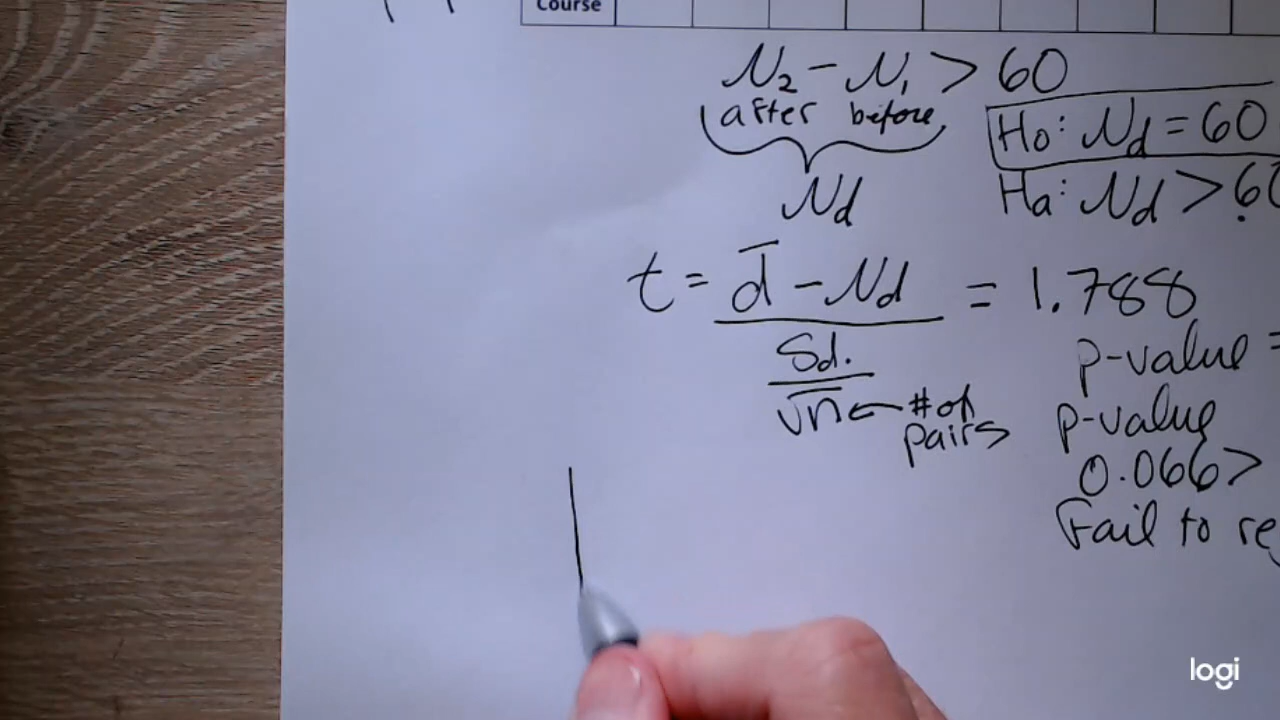 Course
μ₂ - μ₁ > 60
after before
μd
H₀: μd = 60
Ha: μd > 60
t = d̄ - μd = 1.788
Sd.
√n ← # of
pairs
p-value =
p-value
0.066 >
Fail to re
logi